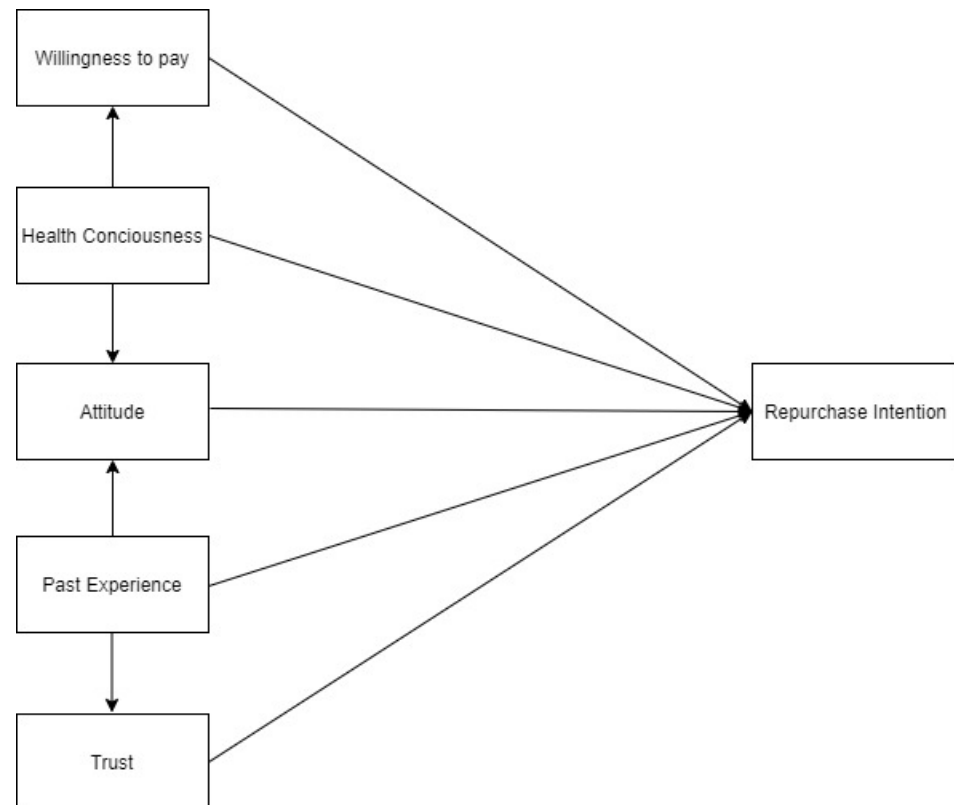 Willingness to pay
Health Conciousness
Attitude
Repurchase Intention
Past Experience
Trust